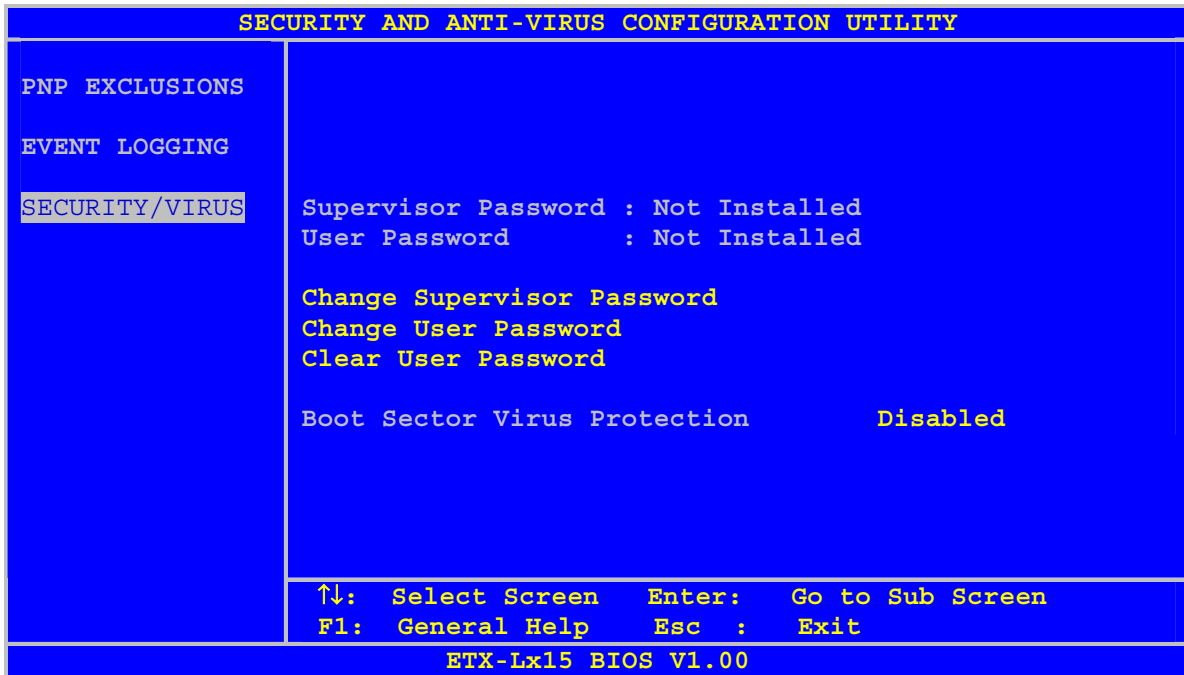 SECURITY AND ANTI-VIRUS CONFIGURATION UTILITY
PNP EXCLUSIONS
EVENT LOGGING
SECURITY/VIRUS
Supervisor Password : Not Installed
User Password : Not Installed
Change Supervisor Password
Change User Password
Clear User Password
Boot Sector Virus Protection Disabled
↑↓: Select Screen Enter: Go to Sub Screen
F1: General Help Esc : Exit
ETX-Lx15 BIOS V1.00